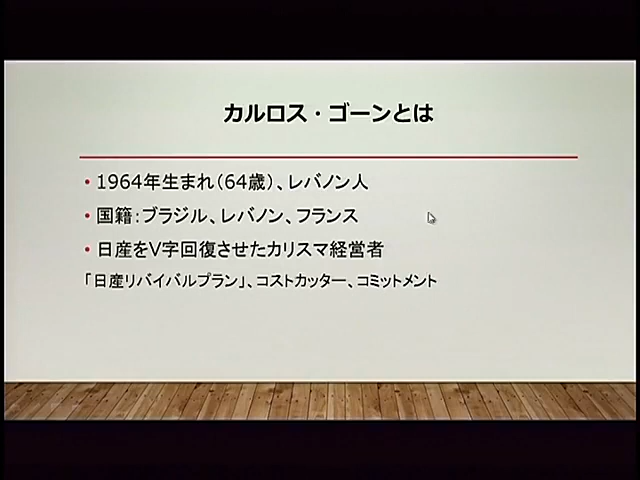 カルロス・ゴーンとは
• 1964年生まれ（64歳）、レバノン人
• 国籍：ブラジル、レバノン、フランス
• 日産をV字回復させたカリスマ経営者
「日産リバイバルプラン」、コストカッター、コミットメント